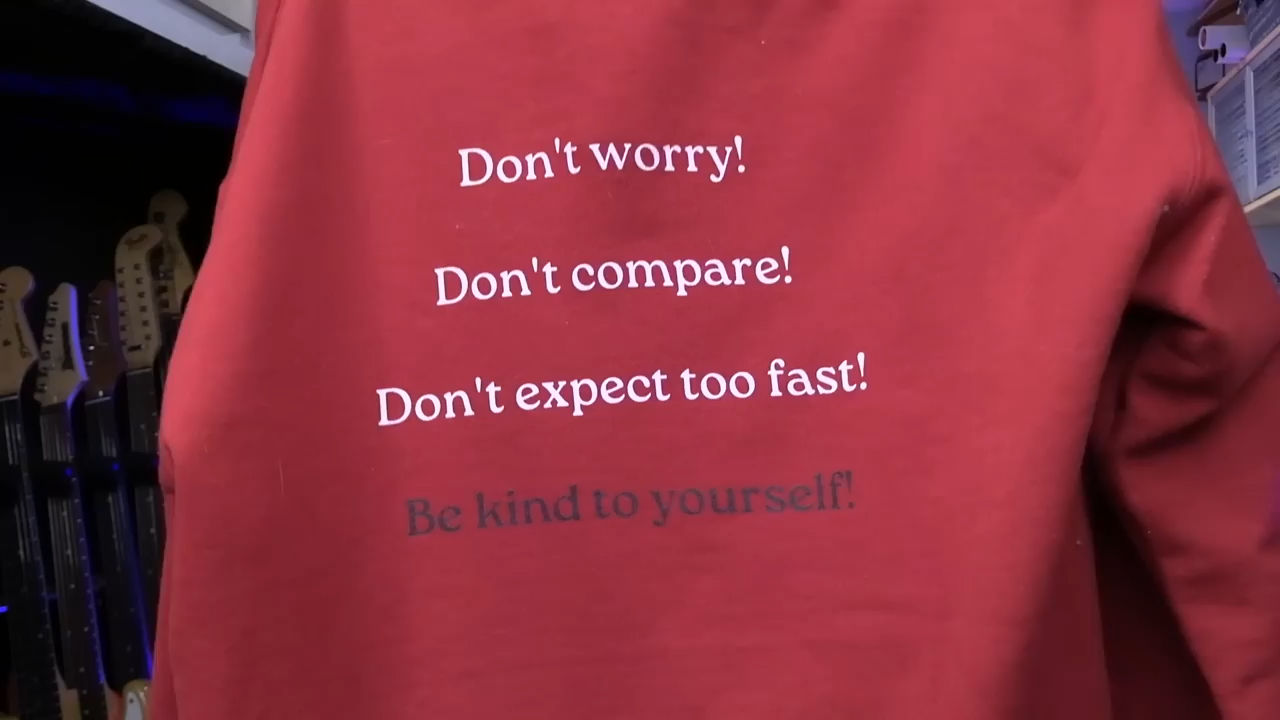 Don't worry!
Don't compare!
Don't expect too fast!
Be kind to yourself!